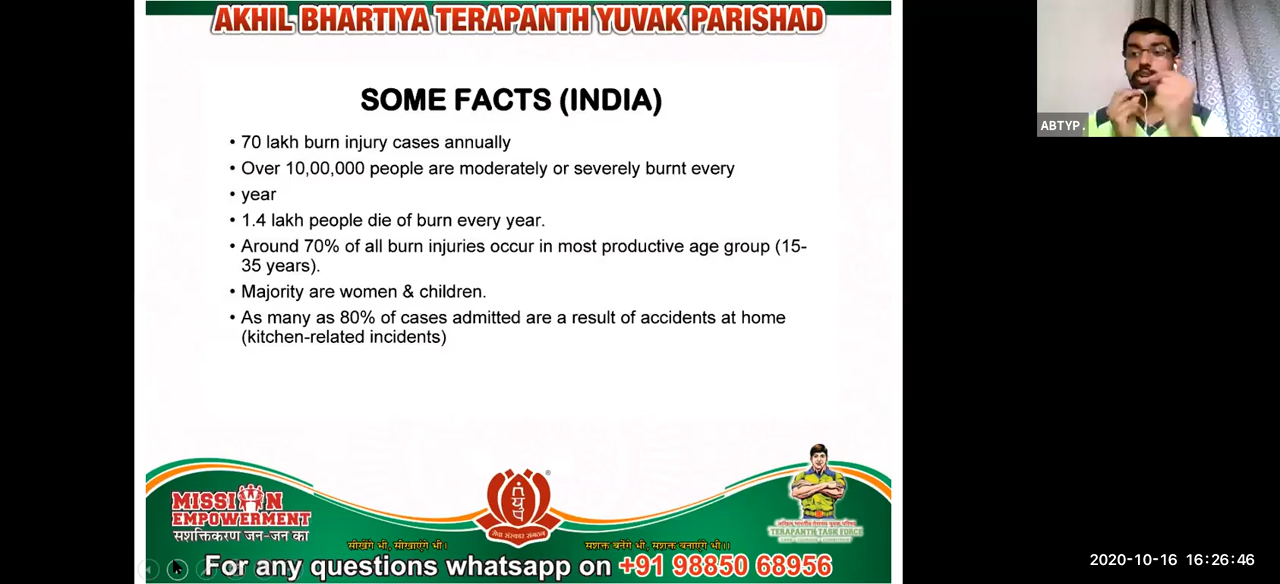 AKHIL BHARTIYA TERAPANTH YUVAK PARISHAD
SOME FACTS (INDIA)
• 70 lakh burn injury cases annually
• Over 10,00,000 people are moderately or severely burnt every
• year
• 1.4 lakh people die of burn every year.
• Around 70% of all burn injuries occur in most productive age group (15-
35 years).
• Majority are women & children.
• As many as 80% of cases admitted are a result of accidents at home
(kitchen-related incidents)
ABTYP .
MISSION
EMPOWERMENT
सशक्तिकरण जन-जन का
सेवा संस्कार संगठन
®
सीखेंगे भी, सीखाएंगे भी।
सशक्त बनेंगे भी, सशक्त बनाएंगे भी।।
TERAPANTH TASK FORCE
For any questions whatsapp on +91 98850 68956
2020-10-16 16:26:46